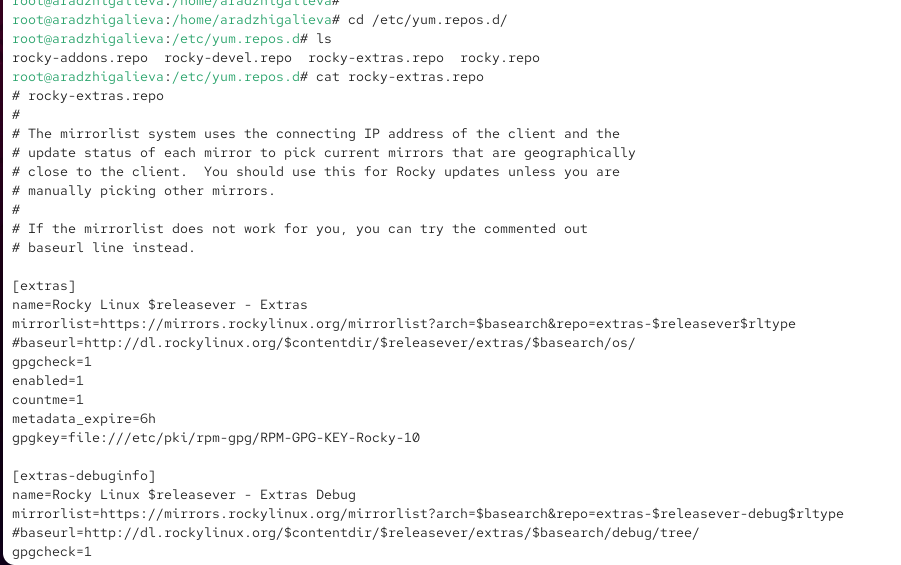 root@aradzhigalieva:/home/aradzhigalieva#
root@aradzhigalieva:/home/aradzhigalieva# cd /etc/yum.repos.d/
root@aradzhigalieva:/etc/yum.repos.d# ls
rocky-addons.repo  rocky-devel.repo  rocky-extras.repo  rocky.repo
root@aradzhigalieva:/etc/yum.repos.d# cat rocky-extras.repo
# rocky-extras.repo
#
# The mirrorlist system uses the connecting IP address of the client and the
# update status of each mirror to pick current mirrors that are geographically
# close to the client.  You should use this for Rocky updates unless you are
# manually picking other mirrors.
#
# If the mirrorlist does not work for you, you can try the commented out
# baseurl line instead.

[extras]
name=Rocky Linux $releasever - Extras
mirrorlist=https://mirrors.rockylinux.org/mirrorlist?arch=$basearch&repo=extras-$releasever$rltype
#baseurl=http://dl.rockylinux.org/$contentdir/$releasever/extras/$basearch/os/
gpgcheck=1
enabled=1
countme=1
metadata_expire=6h
gpgkey=file:///etc/pki/rpm-gpg/RPM-GPG-KEY-Rocky-10

[extras-debuginfo]
name=Rocky Linux $releasever - Extras Debug
mirrorlist=https://mirrors.rockylinux.org/mirrorlist?arch=$basearch&repo=extras-$releasever-debug$rltype
#baseurl=http://dl.rockylinux.org/$contentdir/$releasever/extras/$basearch/debug/tree/
gpgcheck=1